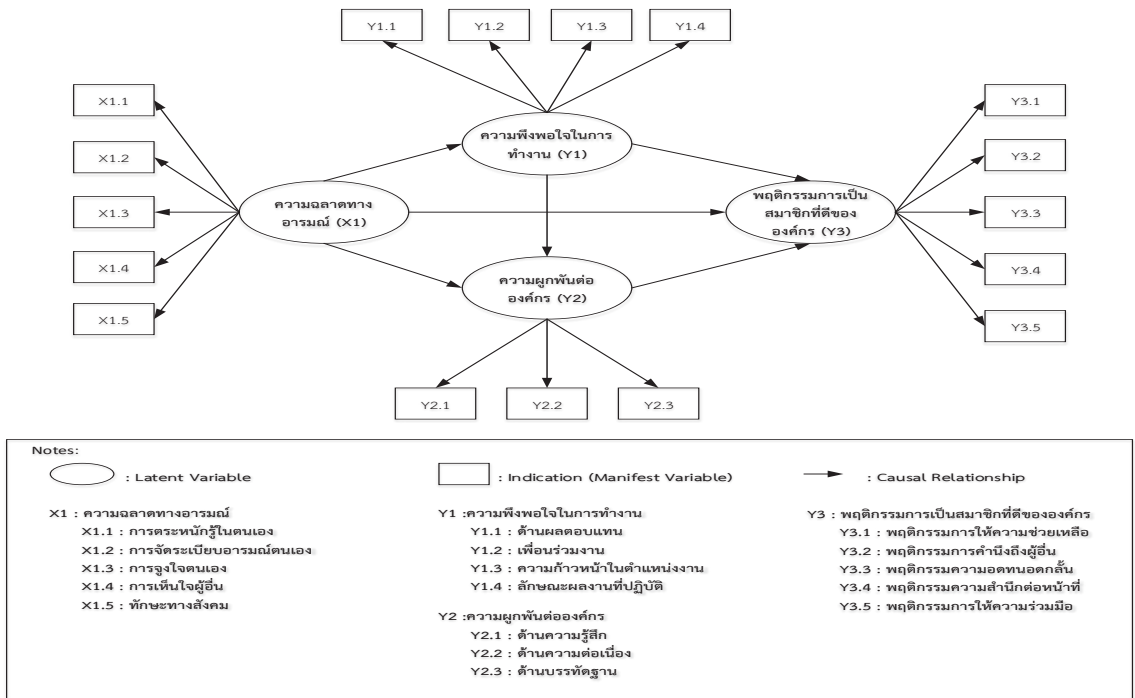 Y1.1 Y1.2 Y1.3 Y1.4
X1.1
X1.2
X1.3
X1.4
X1.5
ความพึงพอใจในการ
ทำงาน (Y1)
ความฉลาดทาง
อารมณ์ (X1)
พฤติกรรมการเป็น
สมาชิกที่ดีของ
องค์กร (Y3)
ความผูกพันต่อ
องค์กร (Y2)
Y3.1
Y3.2
Y3.3
Y3.4
Y3.5
Y2.1 Y2.2 Y2.3
Notes:
: Latent Variable
: Indication (Manifest Variable)
: Causal Relationship
X1 : ความฉลาดทางอารมณ์
X1.1 : การตระหนักรู้ในตนเอง
X1.2 : การจัดระเบียบอารมณ์ตนเอง
X1.3 : การจูงใจตนเอง
X1.4 : การเห็นใจผู้อื่น
X1.5 : ทักษะทางสังคม
Y1 :ความพึงพอใจในการทำงาน
Y1.1 : ด้านผลตอบแทน
Y1.2 : เพื่อนร่วมงาน
Y1.3 : ความก้าวหน้าในตำแหน่งงาน
Y1.4 : ลักษณะผลงานที่ปฏิบัติ
Y2 :ความผูกพันต่อองค์กร
Y2.1 : ด้านความรู้สึก
Y2.2 : ด้านความต่อเนื่อง
Y2.3 : ด้านบรรทัดฐาน
Y3 : พฤติกรรมการเป็นสมาชิกที่ดีขององค์กร
Y3.1 : พฤติกรรมการให้ความช่วยเหลือ
Y3.2 : พฤติกรรมการคำนึงถึงผู้อื่น
Y3.3 : พฤติกรรมความอดทนอดกลั้น
Y3.4 : พฤติกรรมความสำนึกต่อหน้าที่
Y3.5 : พฤติกรรมการให้ความร่วมมือ